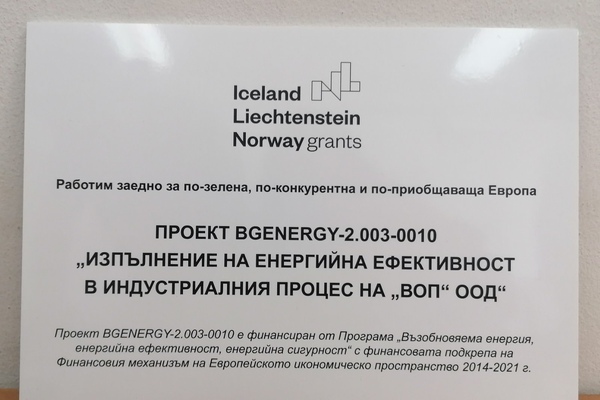 Iceland
Liechtenstein
Norway grants
Работим заедно за по-зелена, по-конкурентна и по-приобщаваща Европа
ПРОЕКТ BGENERGY-2.003-0010
„ИЗПЪЛНЕНИЕ НА ЕНЕРГИЙНА ЕФЕКТИВНОСТ
В ИНДУСТРИАЛНИЯ ПРОЦЕС НА „ВОП“ ООД“
Проект BGENERGY-2.003-0010 е финансиран от Програма „Възобновяема енергия,
енергийна ефективност, енергийна сигурност“ с финансовата подкрепа на
Финансовия механизъм на Европейското икономическо пространство 2014-2021 г.